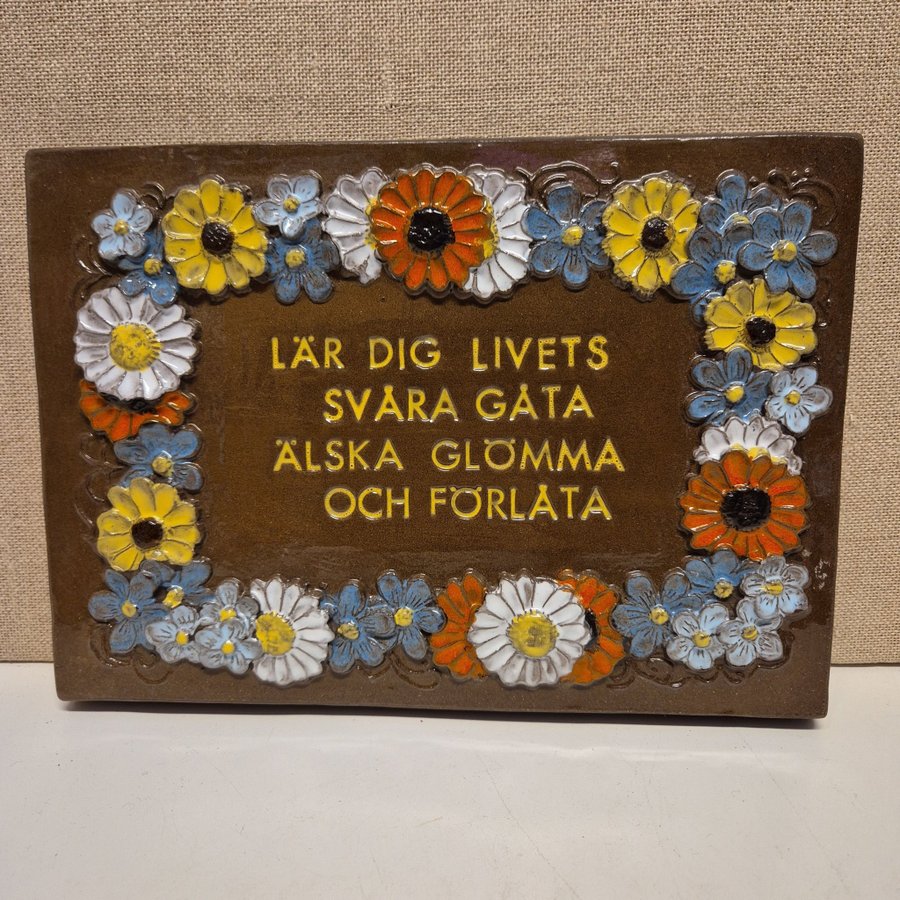 LÄR DIG LIVETS
SVÅRA GÅTA
ÄLSKA GLÖMMA
OCH FÖRLÅTA